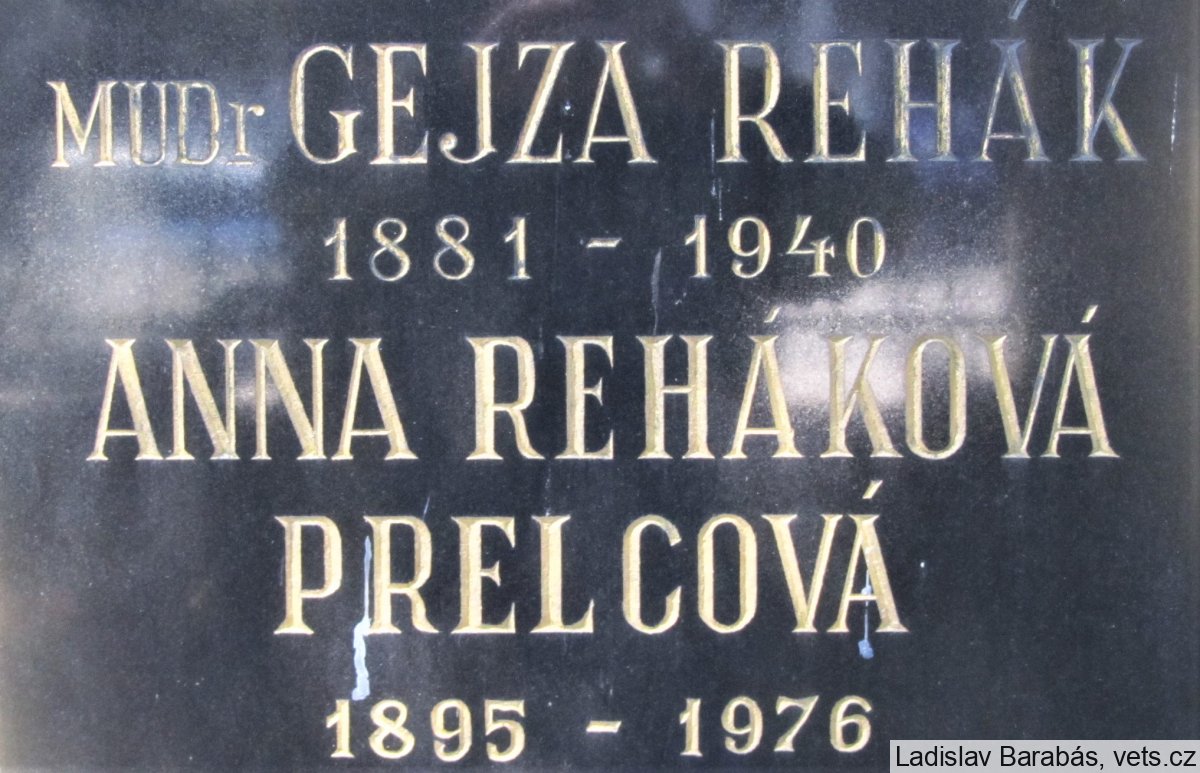 MUDr GEJZA REHÁK
1881 - 1940
ANNA REHÁKOVÁ
PRELCOVÁ
1895 - 1976
Ladislav Barabás, vets.cz